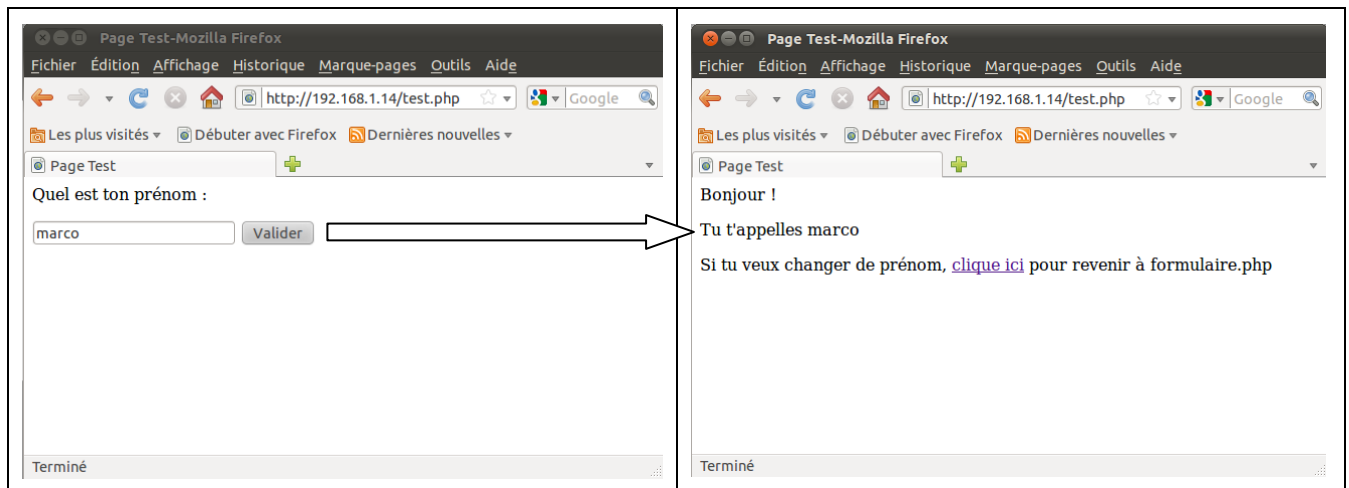 Page Test-Mozilla Firefox
Fichier Édition Affichage Historique Marque-pages Outils Aide
http://192.168.1.14/test.php Google
Les plus visités Débuter avec Firefox Dernières nouvelles
Page Test
Quel est ton prénom :
marco Valider
Terminé
Page Test-Mozilla Firefox
Fichier Édition Affichage Historique Marque-pages Outils Aide
http://192.168.1.14/test.php Google
Les plus visités Débuter avec Firefox Dernières nouvelles
Page Test
Bonjour !
Tu t'appelles marco
Si tu veux changer de prénom, clique ici pour revenir à formulaire.php
Terminé